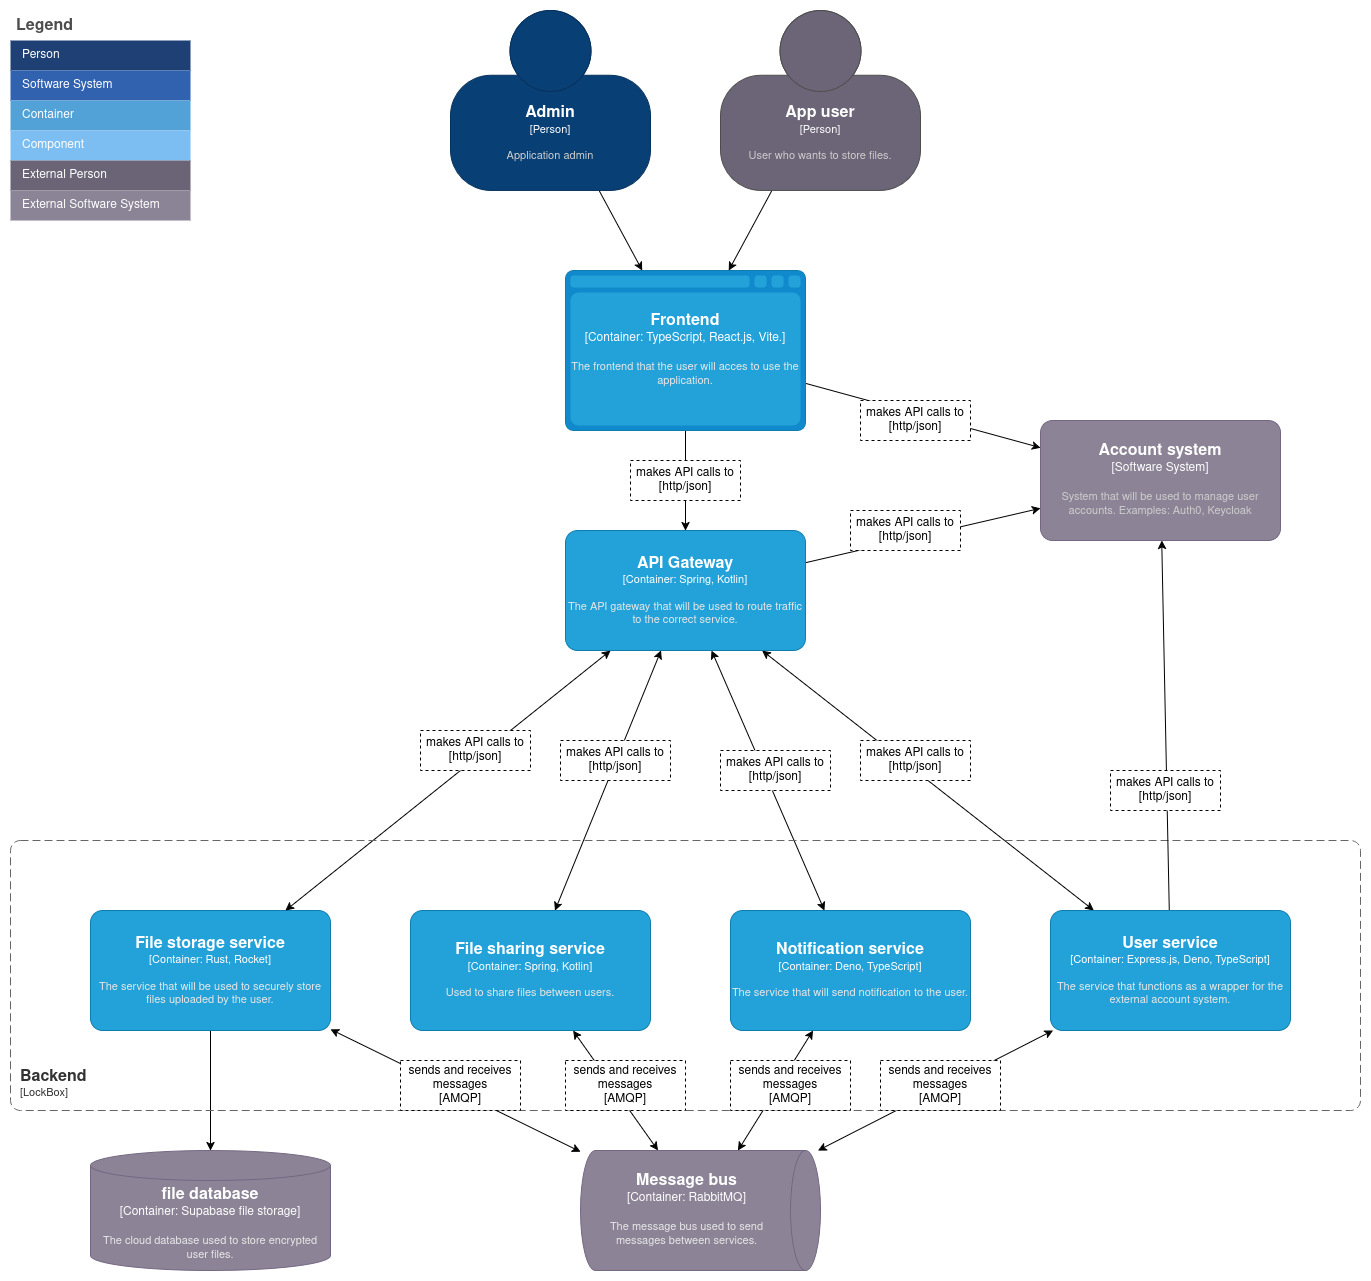 Legend
Person
Software System
Container
Component
External Person
External Software System
Admin
[Person]
Application admin
App user
[Person]
User who wants to store files.
Frontend
[Container: TypeScript, React.js, Vite.]
The frontend that the user will acces to use the
application.
makes API calls to
[http/json]
makes API calls to
[http/json]
Account system
[Software System]
System that will be used to manage user
accounts. Examples: Auth0, Keycloak
makes API calls to
[http/json]
API Gateway
[Container: Spring, Kotlin]
The API gateway that will be used to route traffic
to the correct service.
makes API calls to
[http/json]
makes API calls to
[http/json]
makes API calls to
[http/json]
makes API calls to
[http/json]
makes API calls to
[http/json]
File storage service
[Container: Rust, Rocket]
The service that will be used to securely store
files uploaded by the user.
File sharing service
[Container: Spring, Kotlin]
Used to share files between users.
Notification service
[Container: Deno, TypeScript]
The service that will send notification to the user.
User service
[Container: Express.js, Deno, TypeScript]
The service that functions as a wrapper for the
external account system.
Backend
[LockBox]
sends and receives
messages
[AMQP]
sends and receives
messages
[AMQP]
sends and receives
messages
[AMQP]
sends and receives
messages
[AMQP]
file database
[Container: Supabase file storage]
The cloud database used to store encrypted
user files.
Message bus
[Container: RabbitMQ]
The message bus used to send
messages between services.